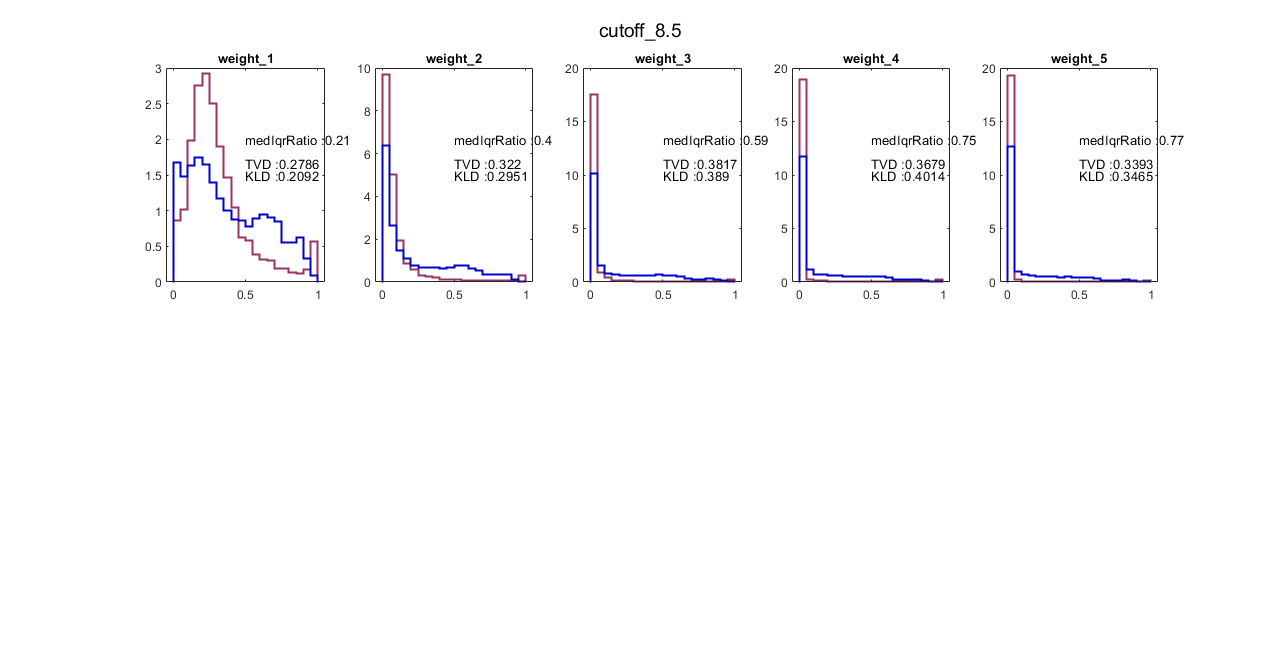 cutoff_8.5
weight_1
3
2.5
2
1.5
1
0.5
0
0
0.5
1
medIqrRatio :0.21
TVD :0.2786
KLD :0.2092
weight_2
10
8
6
4
2
0
0
0.5
1
medIqrRatio :0.4
TVD :0.322
KLD :0.2951
weight_3
20
15
10
5
0
0
0.5
1
medIqrRatio :0.59
TVD :0.3817
KLD :0.389
weight_4
20
15
10
5
0
0
0.5
1
medIqrRatio :0.75
TVD :0.3679
KLD :0.4014
weight_5
20
15
10
5
0
0
0.5
1
medIqrRatio :0.77
TVD :0.3393
KLD :0.3465